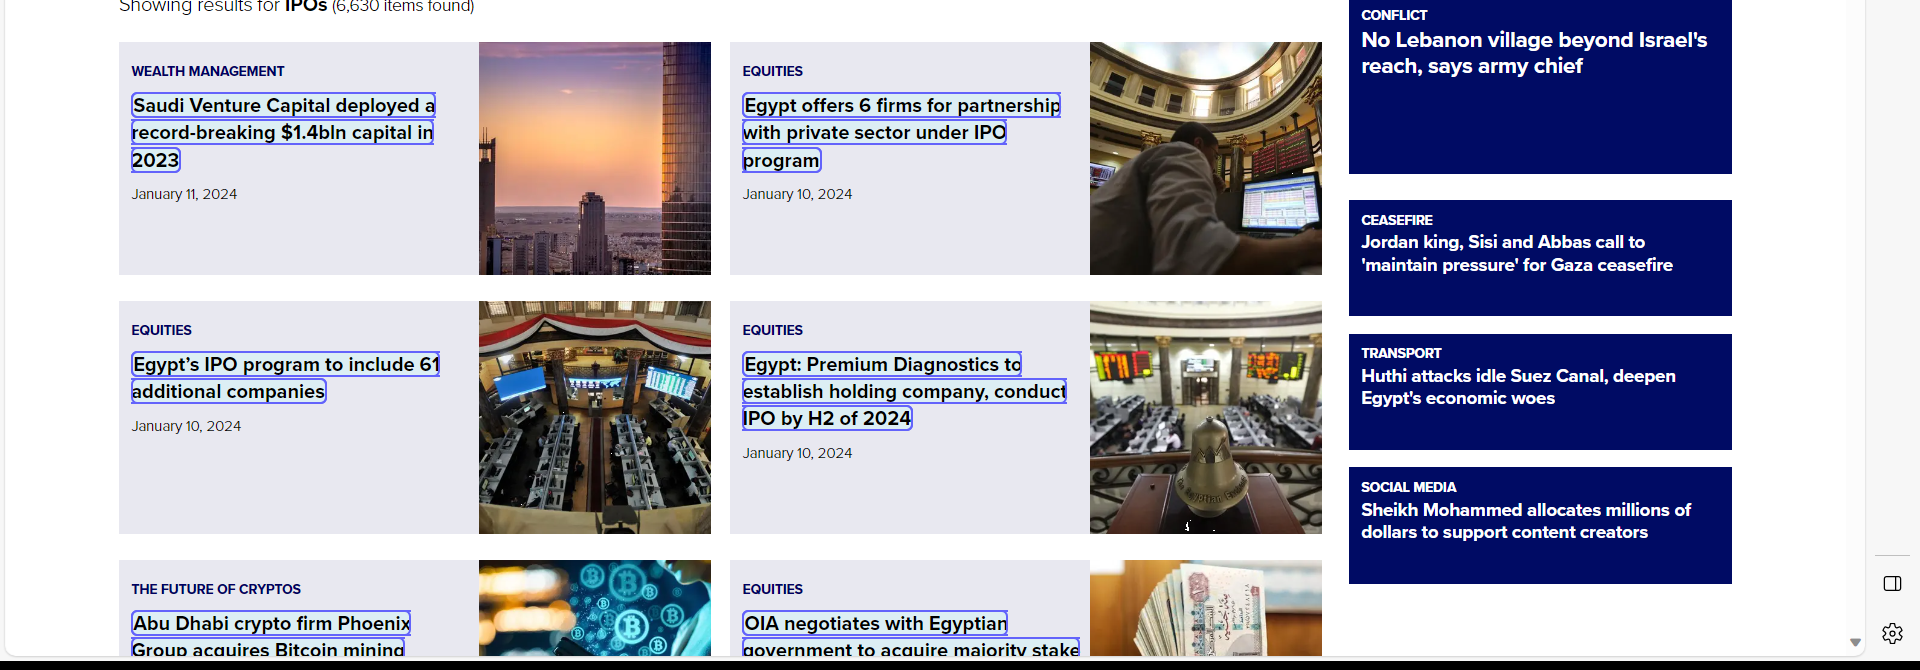 Showing results for IPOs (6,630 items found)
WEALTH MANAGEMENT
Saudi Venture Capital deployed a
record-breaking $1.4bln capital in
2023
January 11, 2024
EQUITIES
Egypt offers 6 firms for partnership
with private sector under IPO
program
January 10, 2024
EQUITIES
Egypt’s IPO program to include 61
additional companies
January 10, 2024
EQUITIES
Egypt: Premium Diagnostics to
establish holding company, conduct
IPO by H2 of 2024
January 10, 2024
THE FUTURE OF CRYPTOS
Abu Dhabi crypto firm Phoenix
Group acquires Bitcoin mining
EQUITIES
OIA negotiates with Egyptian
government to acquire majority stake
CONFLICT
No Lebanon village beyond Israel's
reach, says army chief
CEASEFIRE
Jordan king, Sisi and Abbas call to
'maintain pressure' for Gaza ceasefire
TRANSPORT
Huthi attacks idle Suez Canal, deepen
Egypt's economic woes
SOCIAL MEDIA
Sheikh Mohammed allocates millions of
dollars to support content creators